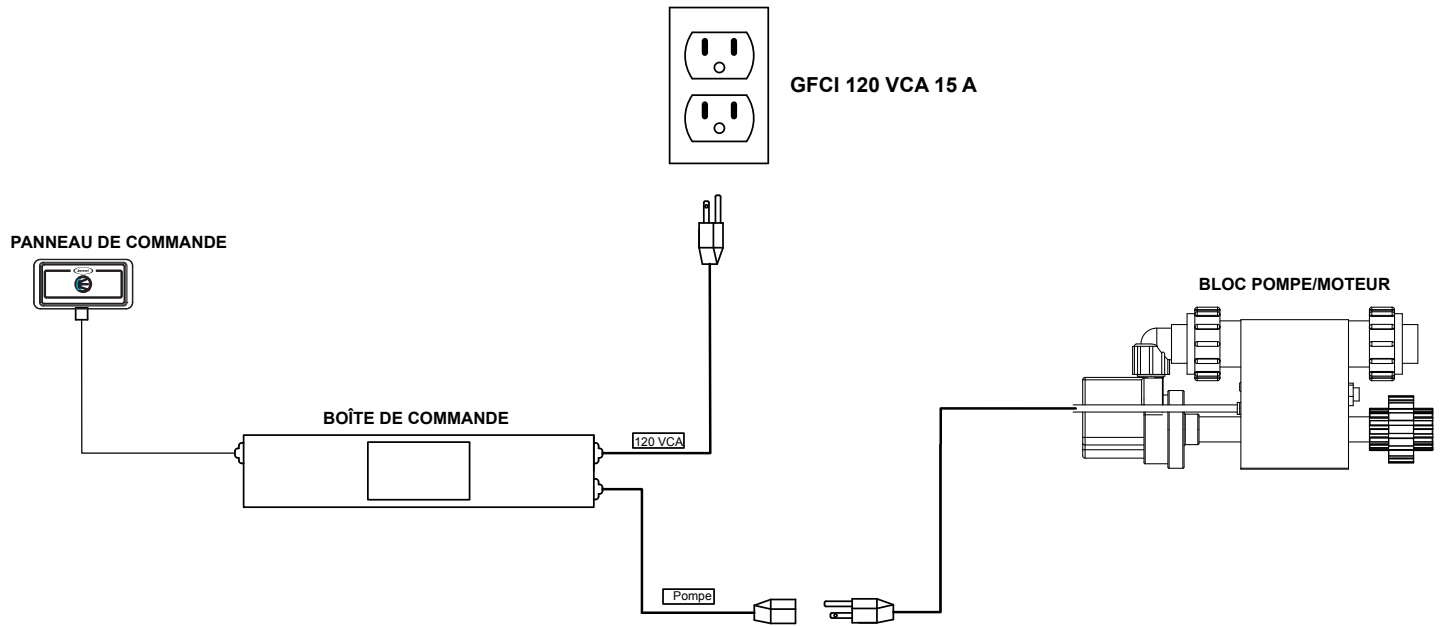 GFCI 120 VCA 15 A
PANNEAU DE COMMANDE
BLOC POMPE/MOTEUR
BOÎTE DE COMMANDE
120 VCA
Pompe